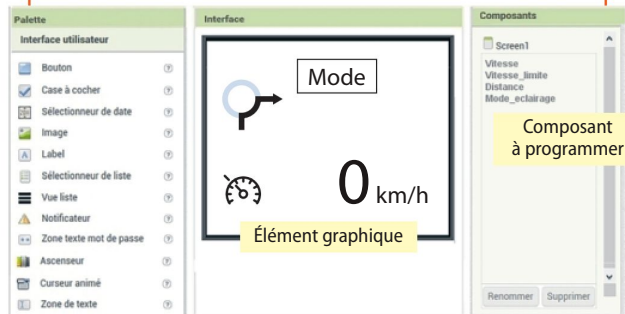 Palette
Interface utilisateur
Bouton
Case à cocher
Sélectionneur de date
Image
Label
Sélectionneur de liste
Vue liste
Notificateur
Zone texte mot de passe
Ascenseur
Curseur animé
Zone de texte
Interface
Mode
0 km/h
Élément graphique
Composants
Screen1
Vitesse
Vitesse_limite
Distance
Mode_eclairage
Composant
à programmer
Renommer Supprimer